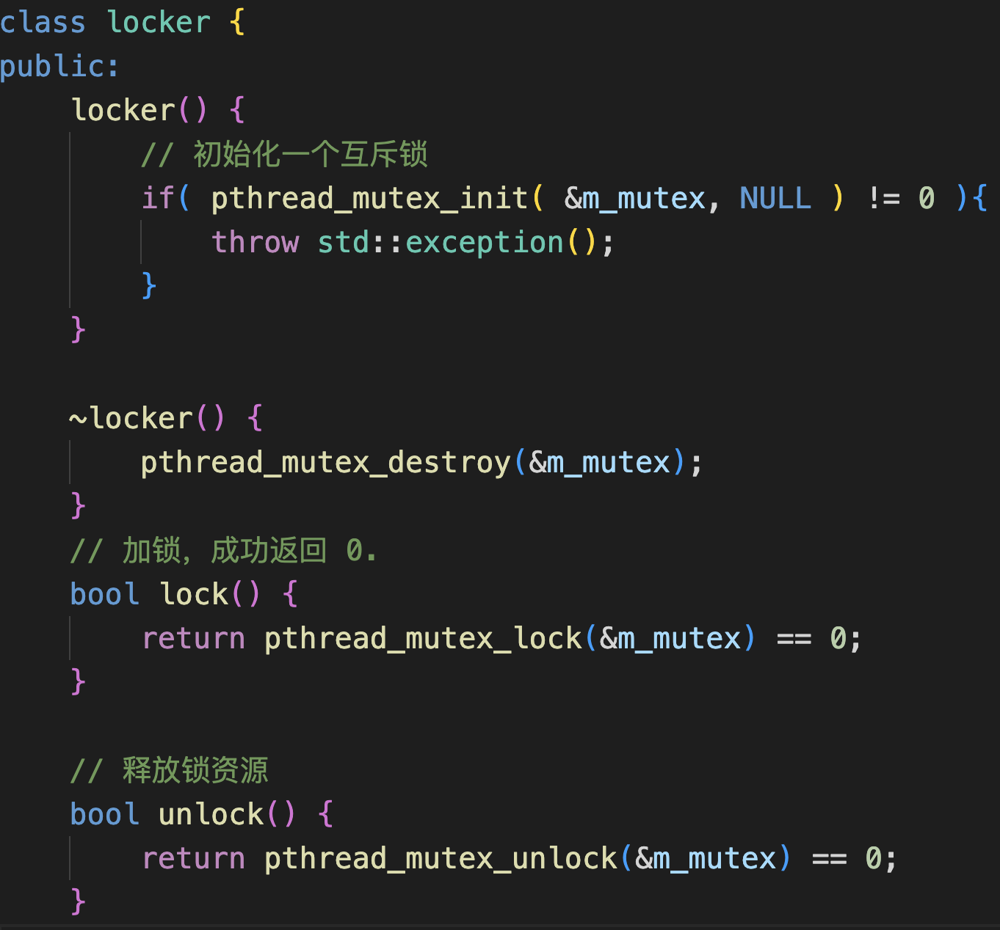 class locker {
public:
    locker() {
        // 初始化一个互斥锁
        if( pthread_mutex_init( &m_mutex, NULL ) != 0 ){
            throw std::exception();
        }
    }

    ~locker() {
        pthread_mutex_destroy(&m_mutex);
    }
    // 加锁，成功返回 0.
    bool lock() {
        return pthread_mutex_lock(&m_mutex) == 0;
    }

    // 释放锁资源
    bool unlock() {
        return pthread_mutex_unlock(&m_mutex) == 0;
    }